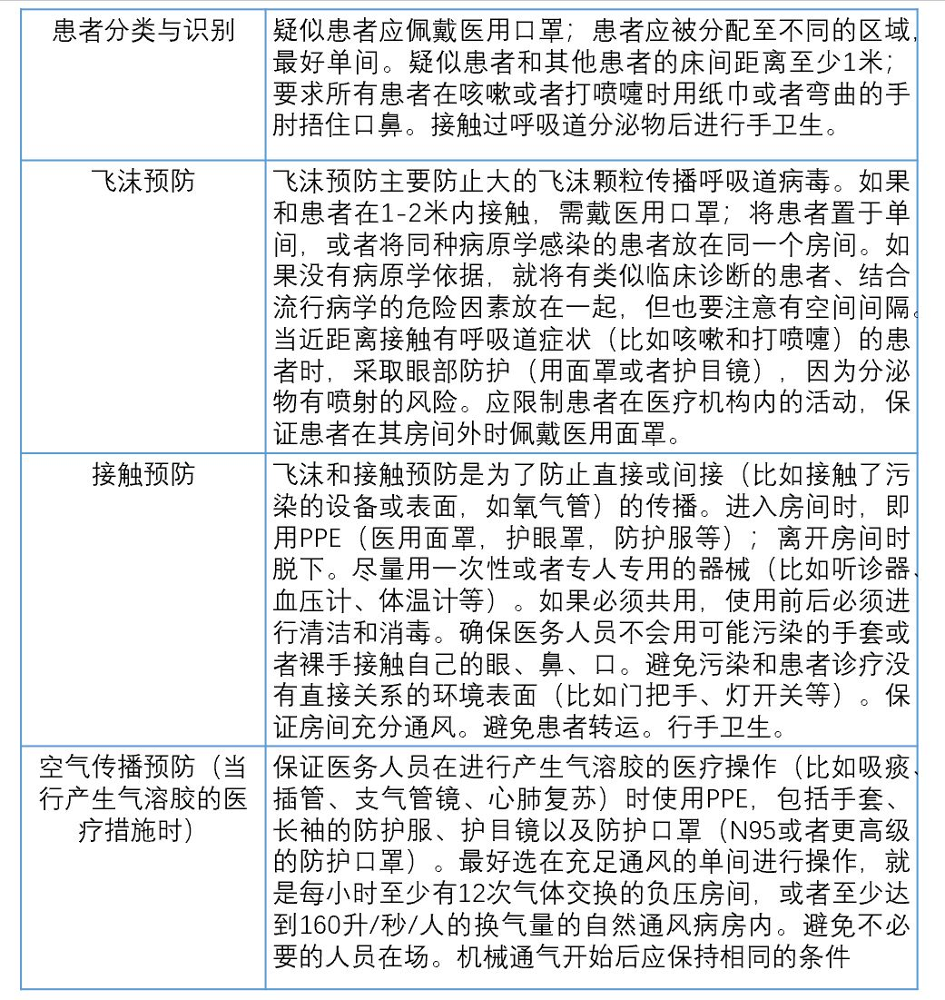 患者分类与识别
疑似患者应佩戴医用口罩；患者应被分配至不同的区域，
最好单间。疑似患者和其他患者的床间距离至少1米；
要求所有患者在咳嗽或者打喷嚏时用纸巾或者弯曲的手
肘捂住口鼻。接触过呼吸道分泌物后进行手卫生。
飞沫预防
飞沫预防主要防止大的飞沫颗粒传播呼吸道病毒。如果
和患者在1-2米内接触，需戴医用口罩；将患者置于单
间，或者将同种病原学感染的患者放在同一个房间。如
果没有病原学依据，就将有类似临床诊断的患者、结合
流行病学的危险因素放在一起，但也要注意有空间间隔。
当近距离接触有呼吸道症状（比如咳嗽和打喷嚏）的患
者时，采取眼部防护（用面罩或者护目镜），因为分泌
物有喷射的风险。应限制患者在医疗机构内的活动，保
证患者在其房间外时佩戴医用面罩。
接触预防
飞沫和接触预防是为了防止直接或间接（比如接触了污
染的设备或表面，如氧气管）的传播。进入房间时，即
用PPE（医用面罩，护眼罩，防护服等）；离开房间时
脱下。尽量用一次性或者专人专用的器械（比如听诊器、
血压计、体温计等）。如果必须共用，使用前后必须进
行清洁和消毒。确保医务人员不会用可能污染的手套或
者裸手接触自己的眼、鼻、口。避免污染和患者诊疗没
有直接关系的环境表面（比如门把手、灯开关等）。保
证房间充分通风。避免患者转运。行手卫生。
空气传播预防（当
行产生气溶胶的医
疗措施时）
保证医务人员在进行产生气溶胶的医疗操作（比如吸痰、
插管、支气管镜、心肺复苏）时使用PPE，包括手套、
长袖的防护服、护目镜以及防护口罩（N95或者更高级
的防护口罩）。最好选在充足通风的单间进行操作，就
是每小时至少有12次气体交换的负压房间，或者至少达
到160升/秒/人的换气量的自然通风病房内。避免不必
要的人员在场。机械通气开始后应保持相同的条件